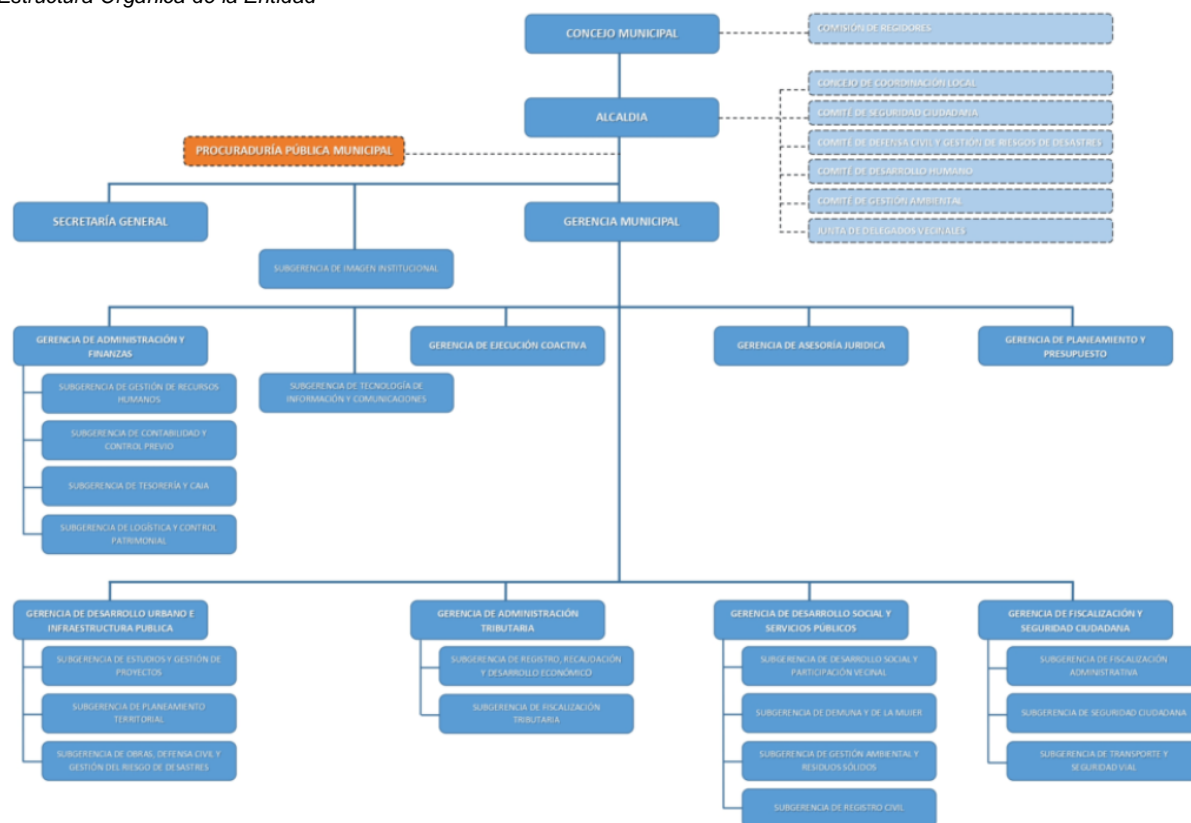 Estructura Orgánica de la Entidad
CONCEJO MUNICIPAL
COMISIÓN DE REGIDORES
ALCALDIA
CONCEJO DE COORDINACIÓN LOCAL
COMITÉ DE SEGURIDAD CIUDADANA
COMITÉ DE DEFENSA CIVIL Y GESTIÓN DE RIESGOS DE DESASTRES
COMITÉ DE DESARROLLO HUMANO
COMITÉ DE GESTIÓN AMBIENTAL
JUNTA DE DELEGADOS VECINALES
PROCURADURÍA PÚBLICA MUNICIPAL
SECRETARÍA GENERAL
GERENCIA MUNICIPAL
SUBGERENCIA DE IMAGEN INSTITUCIONAL
GERENCIA DE ADMINISTRACIÓN Y
FINANZAS
SUBGERENCIA DE GESTIÓN DE RECURSOS
HUMANOS
SUBGERENCIA DE CONTABILIDAD Y
CONTROL PREVIO
SUBGERENCIA DE TESORERÍA Y CAJA
SUBGERENCIA DE LOGÍSTICA Y CONTROL
PATRIMONIAL
SUBGERENCIA DE TECNOLOGÍA DE
INFORMACIÓN Y COMUNICACIONES
GERENCIA DE EJECUCIÓN COACTIVA
GERENCIA DE ASESORÍA JURIDICA
GERENCIA DE PLANEAMIENTO Y
PRESUPUESTO
GERENCIA DE DESARROLLO URBANO E
INFRAESTRUCTURA PUBLICA
SUBGERENCIA DE ESTUDIOS Y GESTIÓN DE
PROYECTOS
SUBGERENCIA DE PLANEAMIENTO
TERRITORIAL
SUBGERENCIA DE OBRAS, DEFENSA CIVIL Y
GESTIÓN DEL RIESGO DE DESASTRES
GERENCIA DE ADMINISTRACIÓN
TRIBUTARIA
SUBGERENCIA DE REGISTRO, RECAUDACIÓN
Y DESARROLLO ECONÓMICO
SUBGERENCIA DE FISCALIZACIÓN
TRIBUTARIA
GERENCIA DE DESARROLLO SOCIAL Y
SERVICIOS PÚBLICOS
SUBGERENCIA DE DESARROLLO SOCIAL Y
PARTICIPACIÓN VECINAL
SUBGERENCIA DE DEMUNA Y DE LA MUJER
SUBGERENCIA DE GESTIÓN AMBIENTAL Y
RESIDUOS SÓLIDOS
SUBGERENCIA DE REGISTRO CIVIL
GERENCIA DE FISCALIZACIÓN Y
SEGURIDAD CIUDADANA
SUBGERENCIA DE FISCALIZACIÓN
ADMINISTRATIVA
SUBGERENCIA DE SEGURIDAD CIUDADANA
SUBGERENCIA DE TRANSPORTE Y
SEGURIDAD VIAL